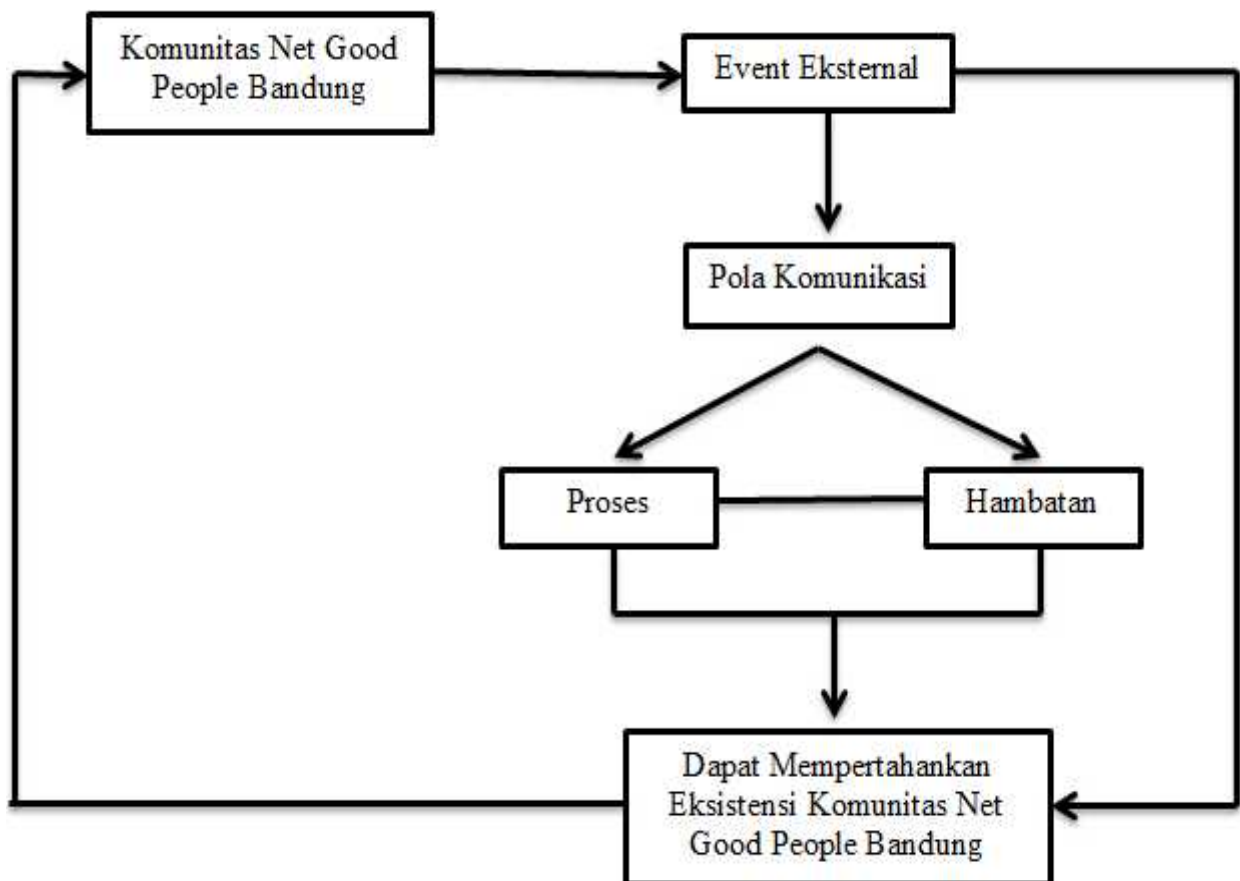 Komunitas Net Good
People Bandung
Event Eksternal
Pola Komunikasi
Proses
Hambatan
Dapat Mempertahankan
Eksistensi Komunitas Net
Good People Bandung